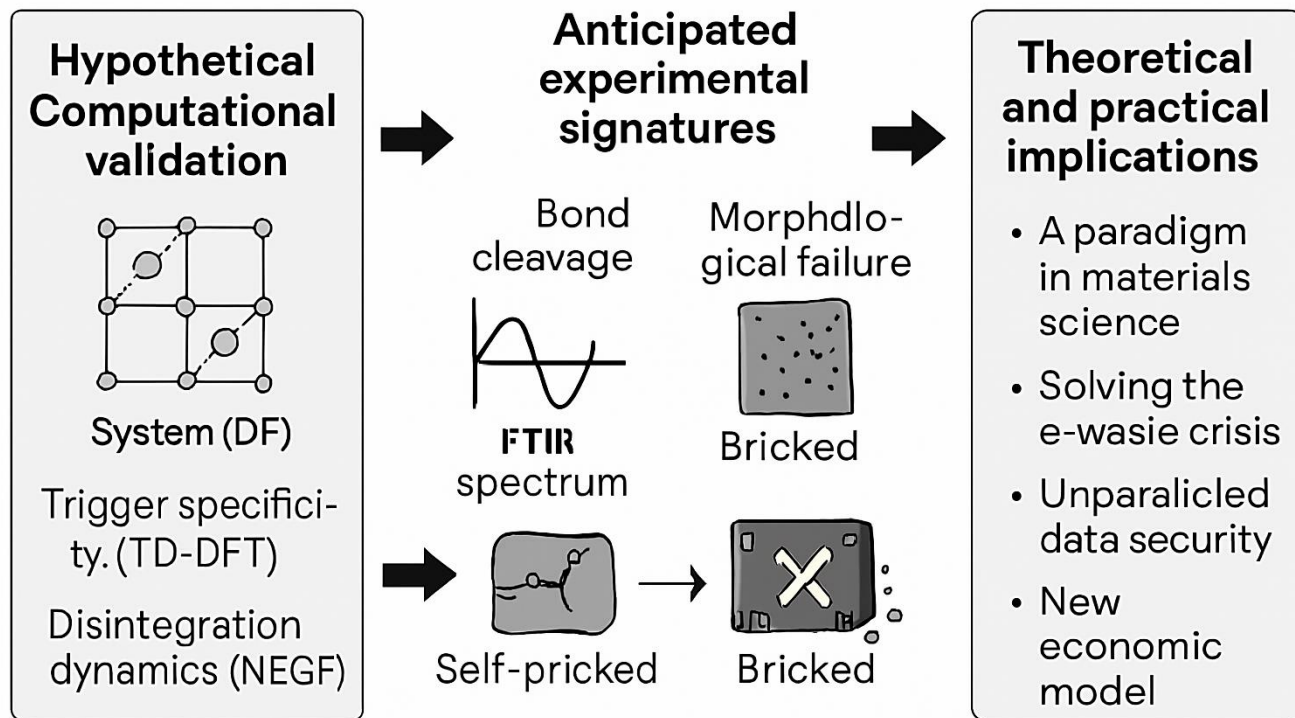 Hypothetical
Computational
validation
System (DF)
Trigger specifici-
ty. (TD-DFT)
Disintegration
dynamics (NEGF)
Anticipated
experimental
signatures
Bond
cleavage
FTIR
spectrum
Morphdlo-
gical failure
Bricked
Self-pricked
Bricked
Theoretical
and practical
implications
• A paradigm
in materials
science
• Solving the
e-wasie crisis
• Unparalicled
data security
• New
economic
model